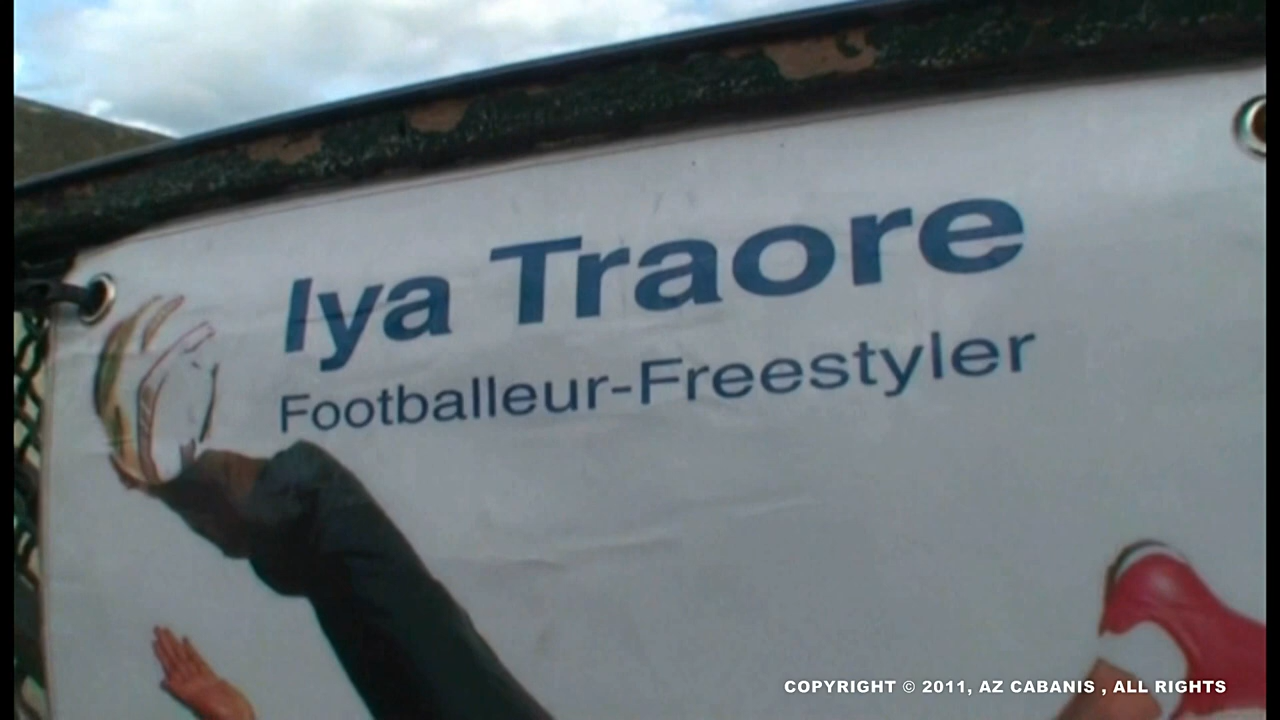 Iya Traore
Footballeur-Freestyler
COPYRIGHT © 2011, AZ CABANIS , ALL RIGHTS